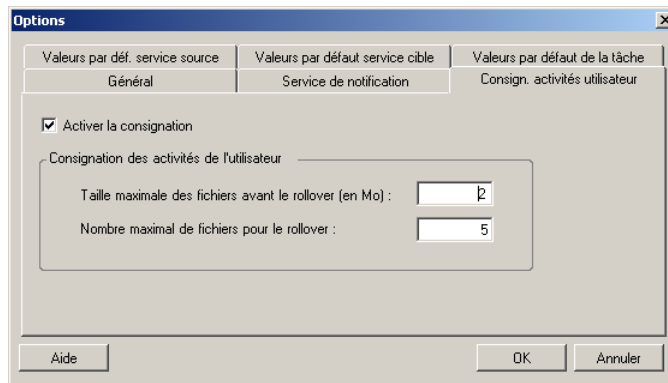 Options
Valeurs par déf. service source
Valeurs par défaut service cible
Valeurs par défaut de la tâche
Général
Service de notification
Consign. activités utilisateur
Activer la consignation
Consignation des activités de l'utilisateur
Taille maximale des fichiers avant le rollover (en Mo) : 2
Nombre maximal de fichiers pour le rollover : 5
Aide
OK
Annuler